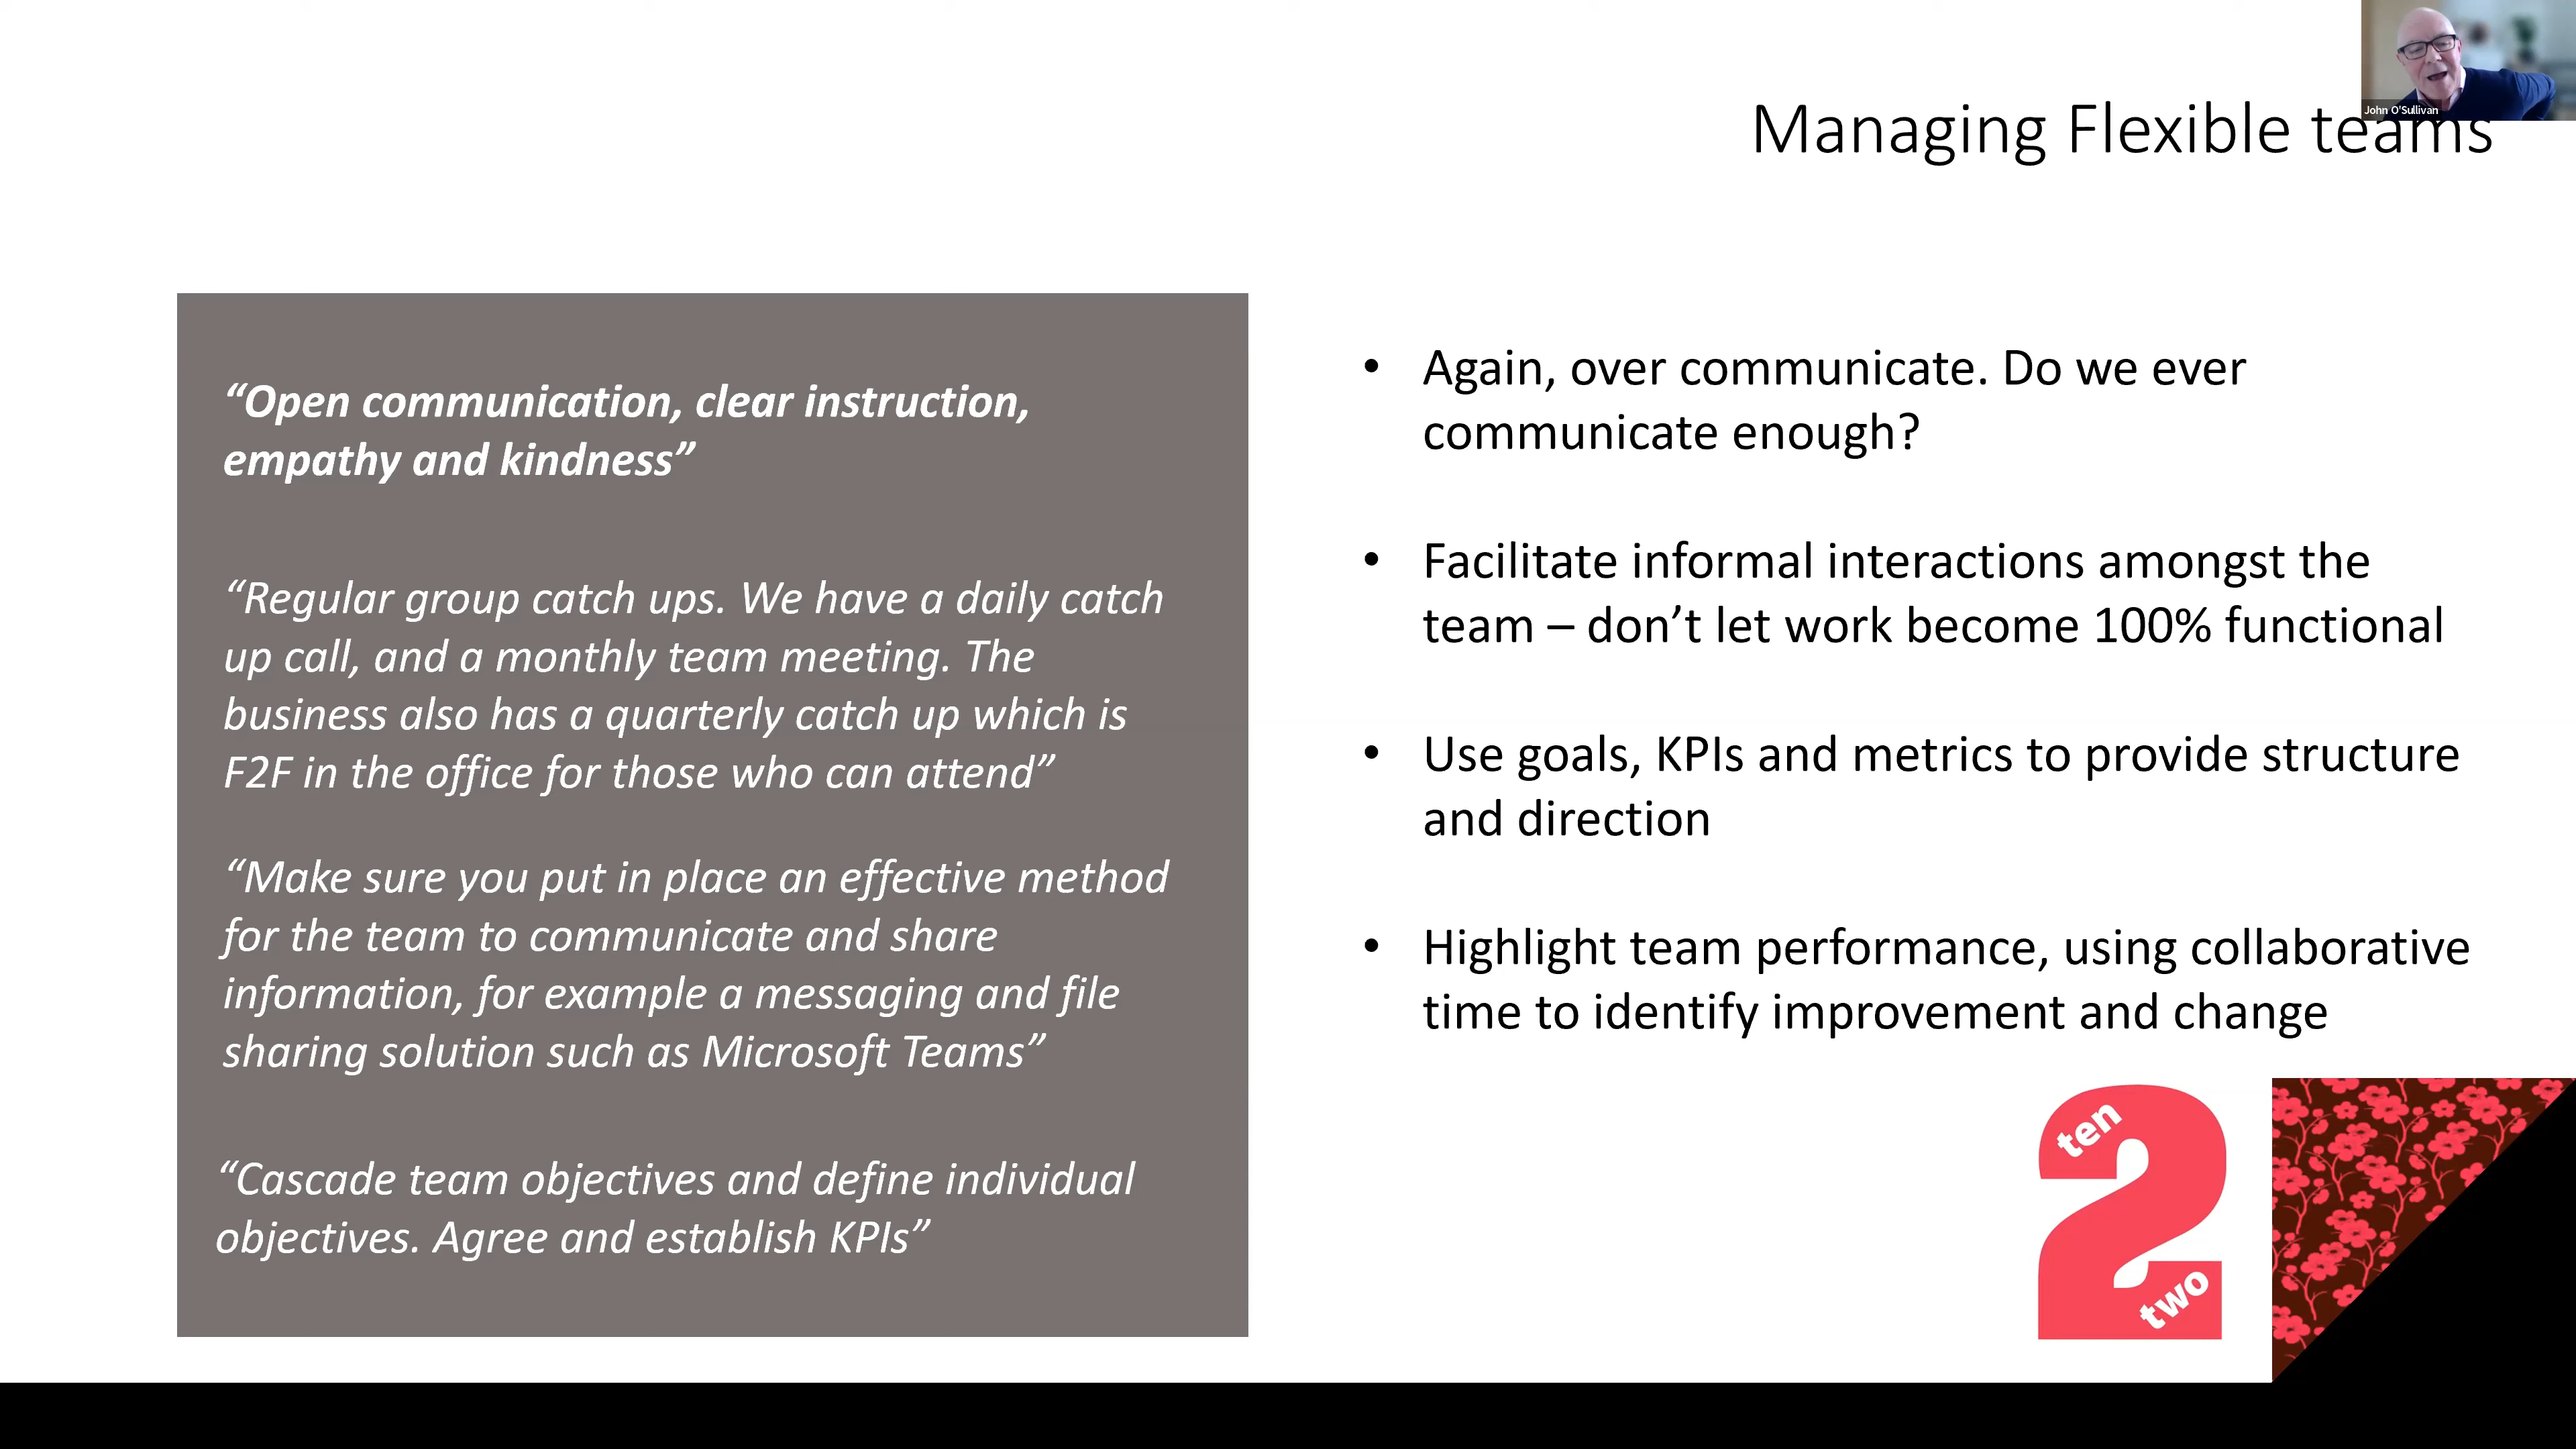 John O'Sullivan
Managing Flexible teams
“Open communication, clear instruction,
empathy and kindness”
“Regular group catch ups. We have a daily catch
up call, and a monthly team meeting. The
business also has a quarterly catch up which is
F2F in the office for those who can attend”
“Make sure you put in place an effective method
for the team to communicate and share
information, for example a messaging and file
sharing solution such as Microsoft Teams”
“Cascade team objectives and define individual
objectives. Agree and establish KPIs”
• Again, over communicate. Do we ever
communicate enough?
• Facilitate informal interactions amongst the
team – don’t let work become 100% functional
• Use goals, KPIs and metrics to provide structure
and direction
• Highlight team performance, using collaborative
time to identify improvement and change
ten
2
two